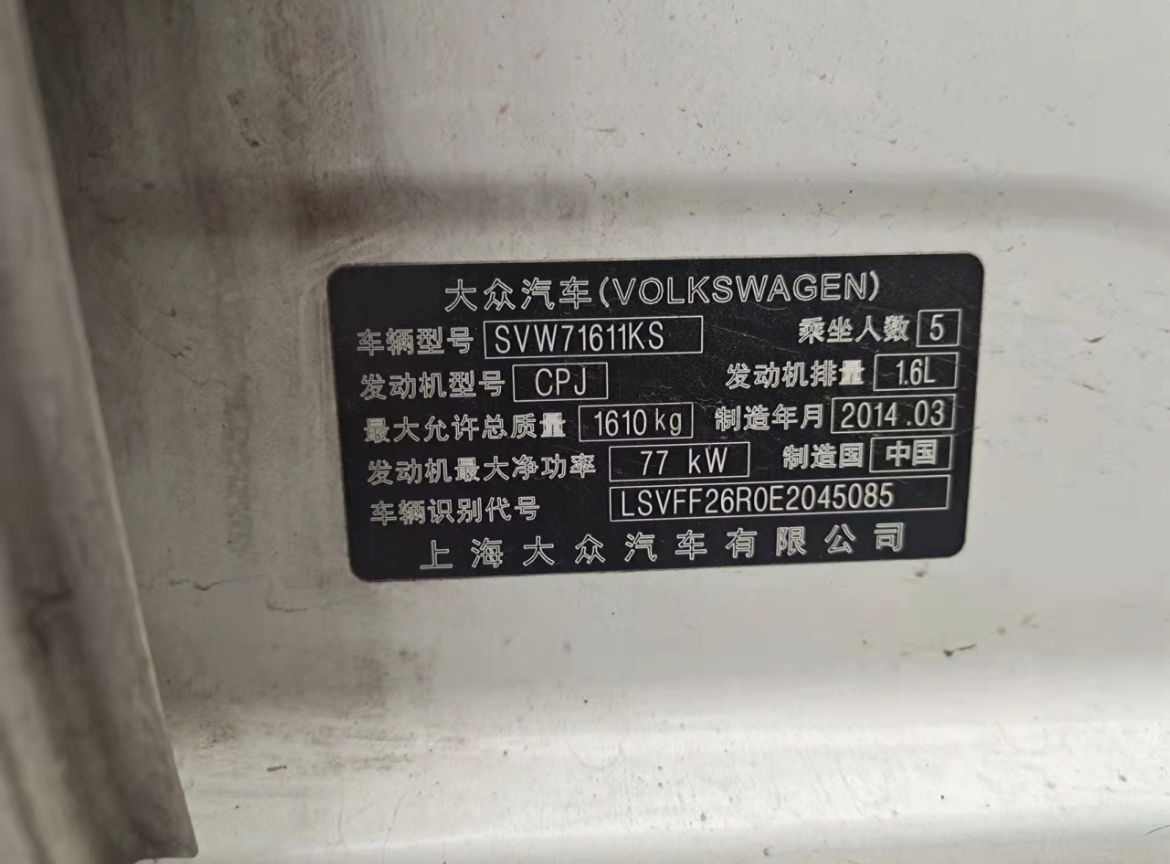 大众汽车(VOLKSWAGEN)
车辆型号 SVW71611KS 乘坐人数 5
发动机型号 CPJ 发动机排量 1.6L
最大允许总质量 1610kg 制造年月 2014.03
发动机最大净功率 77 kW 制造国 中国
车辆识别代号 LSVFF26R0E2045085
上海大众汽车有限公司